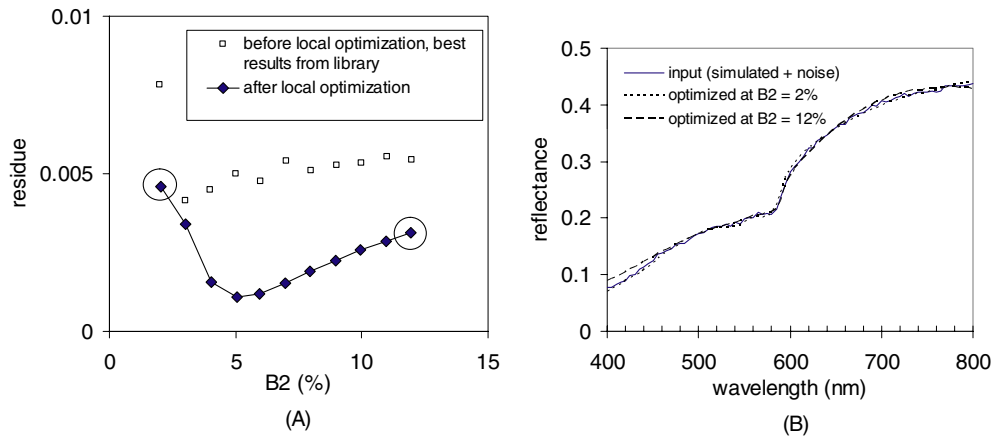 0.01
0.005
0
residue
□ before local optimization, best
results from library
after local optimization
0 5 10 15
B2 (%)
(A)
0.5
0.4
0.3
0.2
0.1
0
reflectance
input (simulated + noise)
optimized at B2 = 2%
optimized at B2 = 12%
400 500 600 700 800
wavelength (nm)
(B)